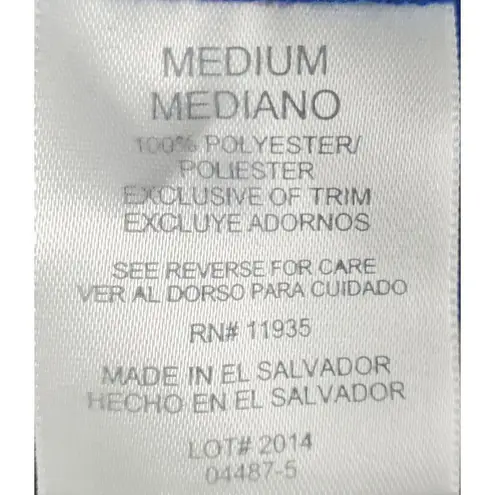 MEDIUM
MEDIANO
100% POLYESTER/
POLIESTER
EXCLUSIVE OF TRIM
EXCLUYE ADORNOS
SEE REVERSE FOR CARE
VER AL DORSO PARA CUIDADO
RN# 11935
MADE IN EL SALVADOR
HECHO EN EL SALVADOR
LOT# 2014
04487-5